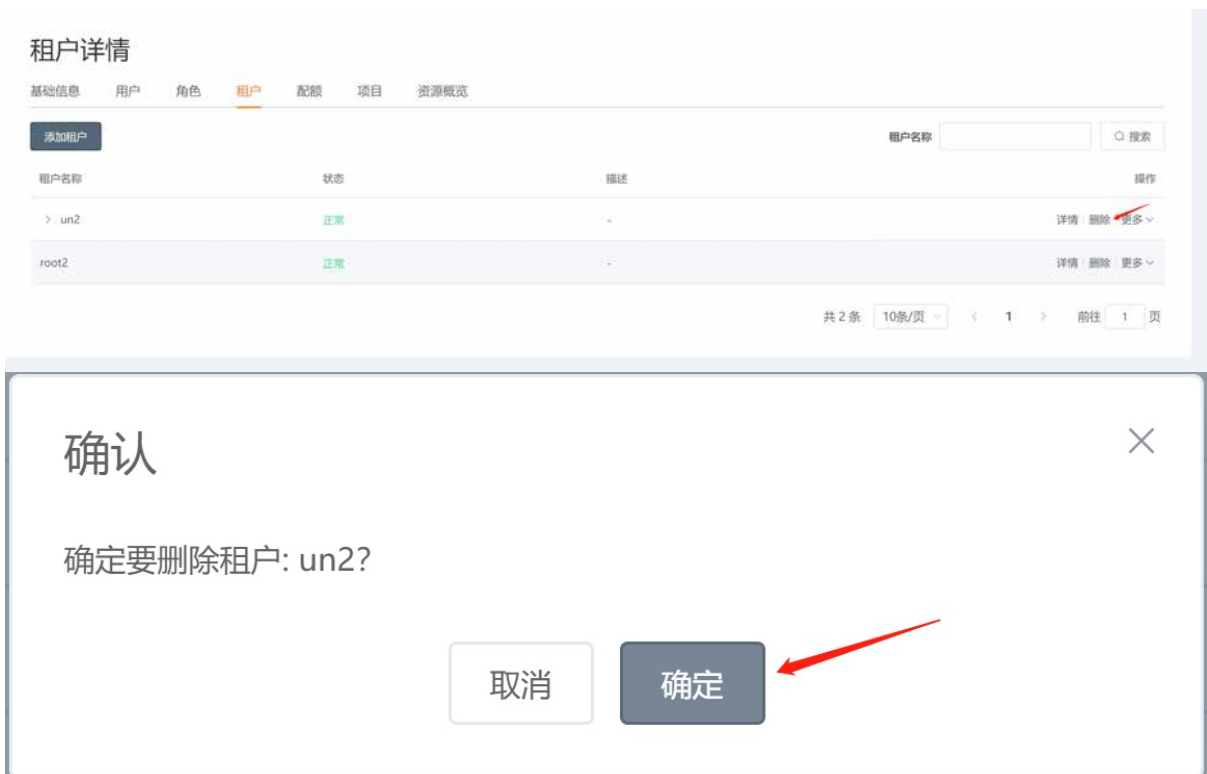 租户详情
基础信息 用户 角色 租户 配额 项目 资源概览
添加租户 租户名称 搜索
租户名称 状态 描述 操作
> un2 正常 - 详情 删除 更多
root2 正常 - 详情 删除 更多
共 2 条 10条/页 < 1 > 前往 1 页
确认
确定要删除租户: un2?
取消 确定